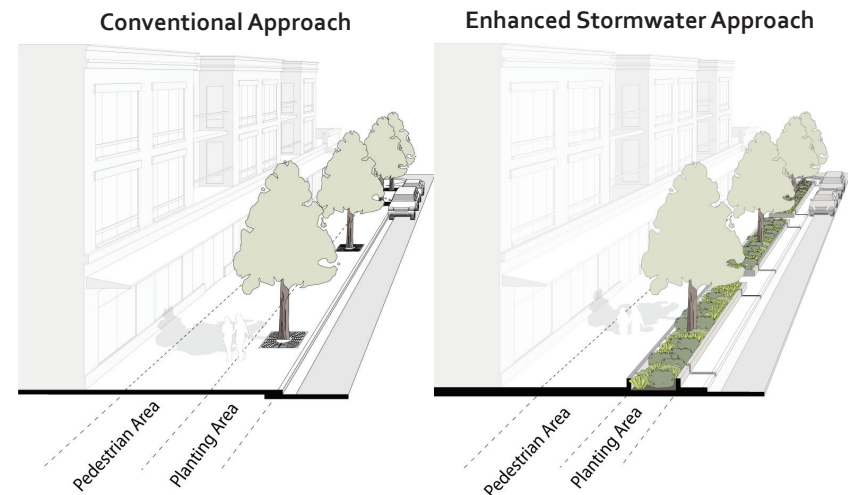 Conventional Approach
Enhanced Stormwater Approach
Pedestrian Area
Planting Area
Pedestrian Area
Planting Area